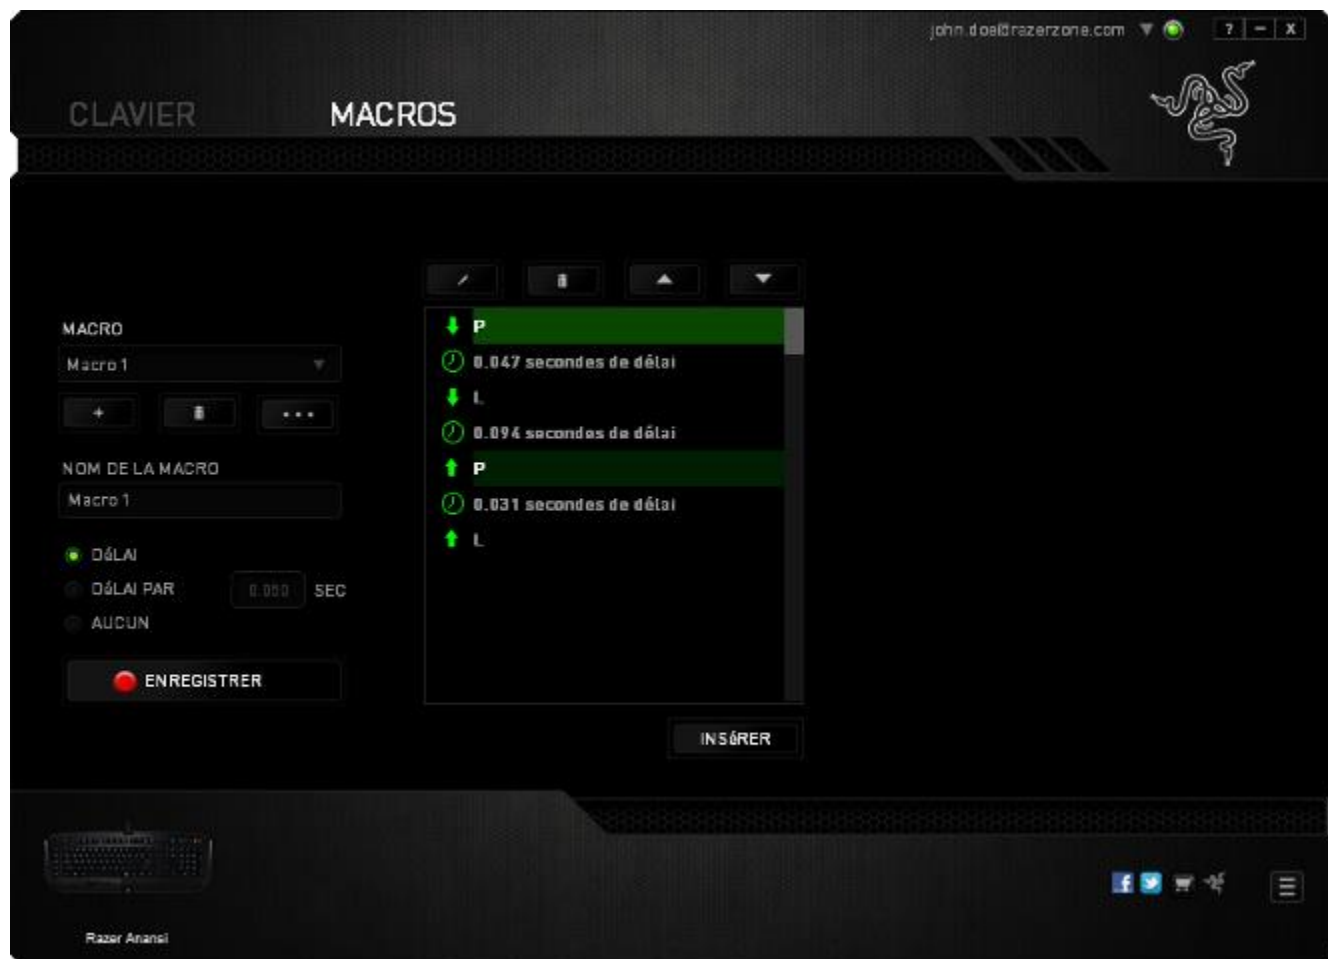 john.doe@razerzone.com
? – X
CLAVIER
MACROS
MACRO
Macro 1
NOM DE LA MACRO
Macro 1
DéLAI
DéLAI PAR 0.050 SEC
AUCUN
ENREGISTRER
P
0.047 secondes de délai
L
0.094 secondes de délai
P
0.031 secondes de délai
L
INSéRER
Razer Anansi